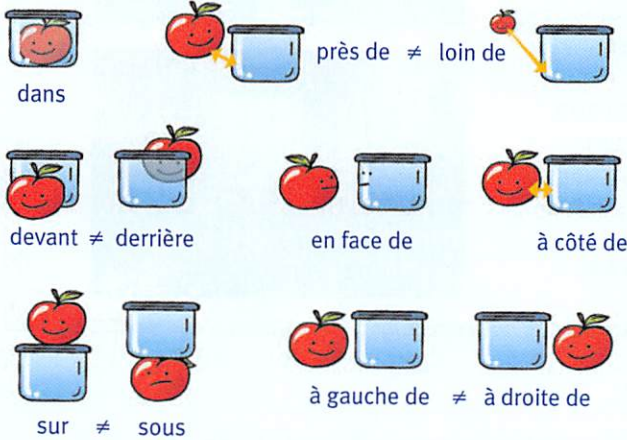 dans
près de ≠ loin de
devant ≠ derrière
en face de
à côté de
sur ≠ sous
à gauche de ≠ à droite de